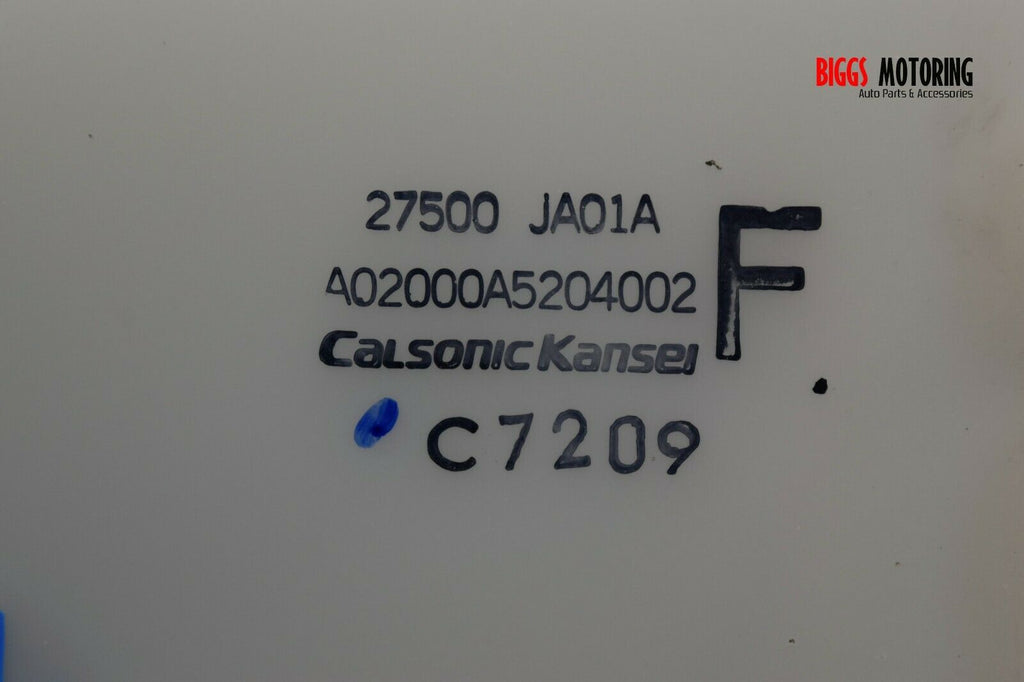 BIGGS MOTORING
Auto Parts & Accessories
27500 JA01A
A02000A5204002
F
CalsonicKansei
C7209